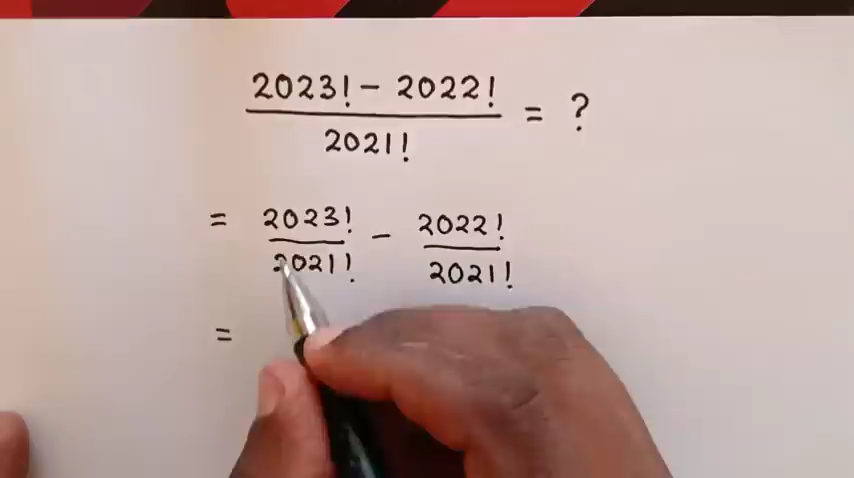 2023! - 2022!
2021!
= ?
= 2023! - 2022!
2021! 2021!
=